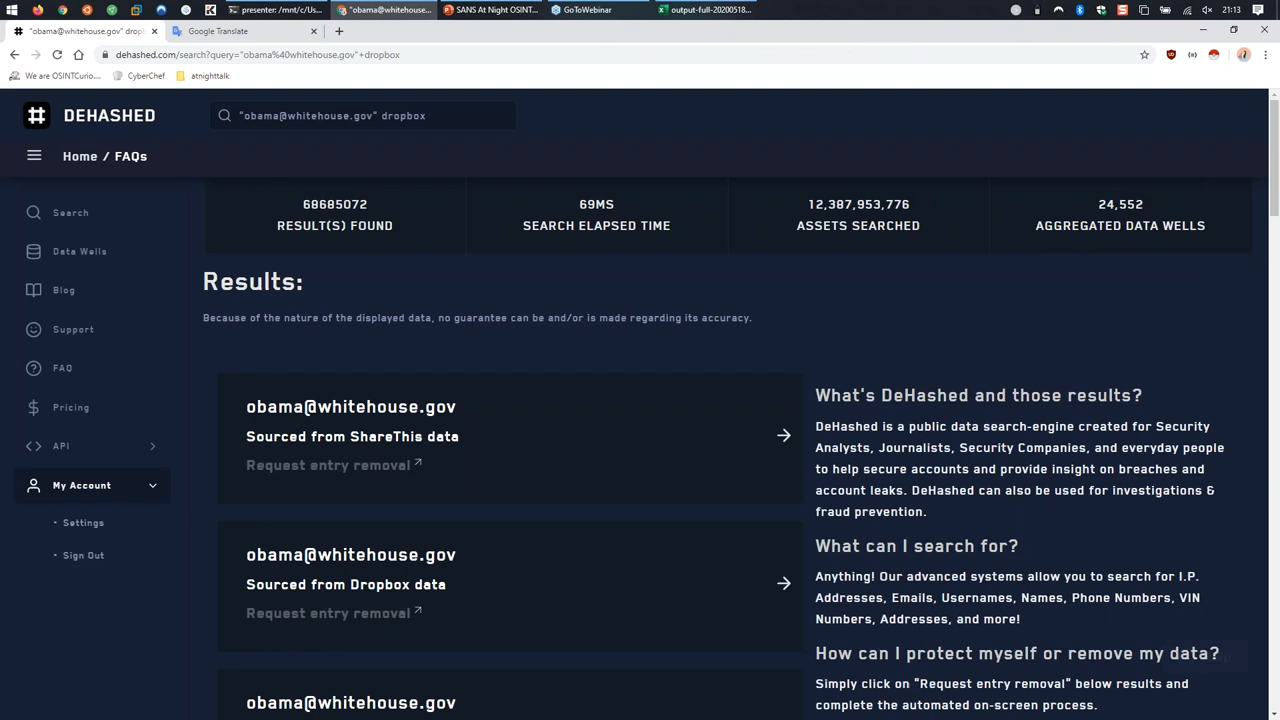 presenter: /mnt/c/Us...
"obama@whitehouse...
SANS At Night OSINT...
GoToWebinar
output-full-20200518...
21:13
"obama@whitehouse.gov" drop
Google Translate
dehashed.com/search?query="obama%40whitehouse.gov"+dropbox
We are OSINTCurio...
CyberChef
atnighttalk
DEHASHED
"obama@whitehouse.gov" dropbox
Home / FAQs
Search
Data Wells
Blog
Support
FAQ
Pricing
API
My Account
Settings
Sign Out
68685072
RESULT(S) FOUND
69MS
SEARCH ELAPSED TIME
12,387,953,776
ASSETS SEARCHED
24,552
AGGREGATED DATA WELLS
Results:
Because of the nature of the displayed data, no guarantee can be and/or is made regarding its accuracy.
obama@whitehouse.gov
Sourced from ShareThis data
Request entry removal
obama@whitehouse.gov
Sourced from Dropbox data
Request entry removal
obama@whitehouse.gov
What's DeHashed and those results?
DeHashed is a public data search-engine created for Security
Analysts, Journalists, Security Companies, and everyday people
to help secure accounts and provide insight on breaches and
account leaks. DeHashed can also be used for investigations &
fraud prevention.
What can I search for?
Anything! Our advanced systems allow you to search for I.P.
Addresses, Emails, Usernames, Names, Phone Numbers, VIN
Numbers, Addresses, and more!
How can I protect myself or remove my data?
Simply click on "Request entry removal" below results and
complete the automated on-screen process.